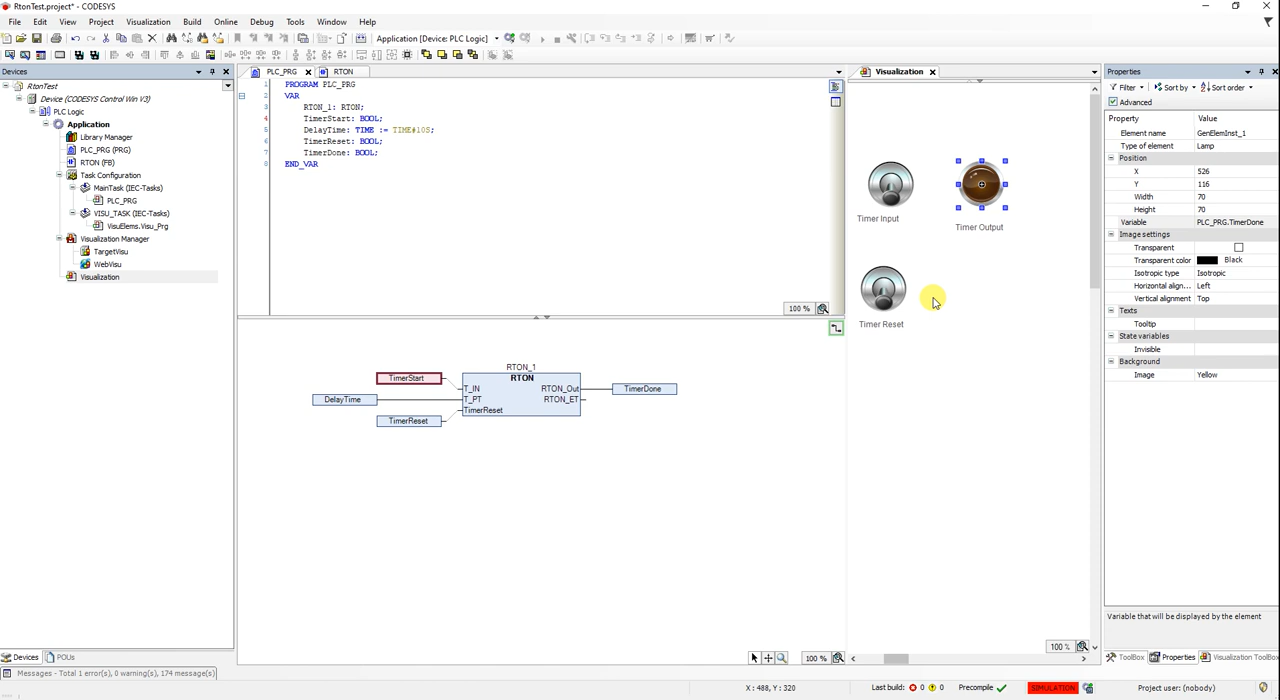 RtonTest.project* - CODESYS
File Edit View Project Visualization Build Online Debug Tools Window Help
Application [Device: PLC Logic]
Devices
RtonTest
Device (CODESYS Control Win V3)
PLC Logic
Application
Library Manager
PLC_PRG (PRG)
RTON (FB)
Task Configuration
MainTask (IEC-Tasks)
PLC_PRG
VISU_TASK (IEC-Tasks)
VisuElems.Visu_Prg
Visualization Manager
TargetVisu
WebVisu
Visualization
Devices POUs
PLC_PRG RTON
1 PROGRAM PLC_PRG
2 VAR
3 RTON_1: RTON;
4 TimerStart: BOOL;
5 DelayTime: TIME := TIME#10S;
6 TimerReset: BOOL;
7 TimerDone: BOOL;
8 END_VAR
100 %
RTON_1
RTON
TimerStart T_IN RTON_Out TimerDone
DelayTime T_PT RTON_ET
TimerReset TimerReset
100 %
Visualization
Timer Input
Timer Output
Timer Reset
100 %
Properties
Filter Sort by Sort order
Advanced
Property Value
Element name GenElemInst_1
Type of element Lamp
Position
X 526
Y 116
Width 70
Height 70
Variable PLC_PRG.TimerDone
Image settings
Transparent
Transparent color Black
Isotropic type Isotropic
Horizontal align... Left
Vertical alignment Top
Texts
Tooltip
State variables
Invisible
Background
Image Yellow
Variable that will be displayed by the element
ToolBox Properties Visualization ToolBox
Messages - Total 1 error(s), 0 warning(s), 174 message(s)
X : 488, Y : 320
Last build: 0 0 Precompile SIMULATION Project user: (nobody)